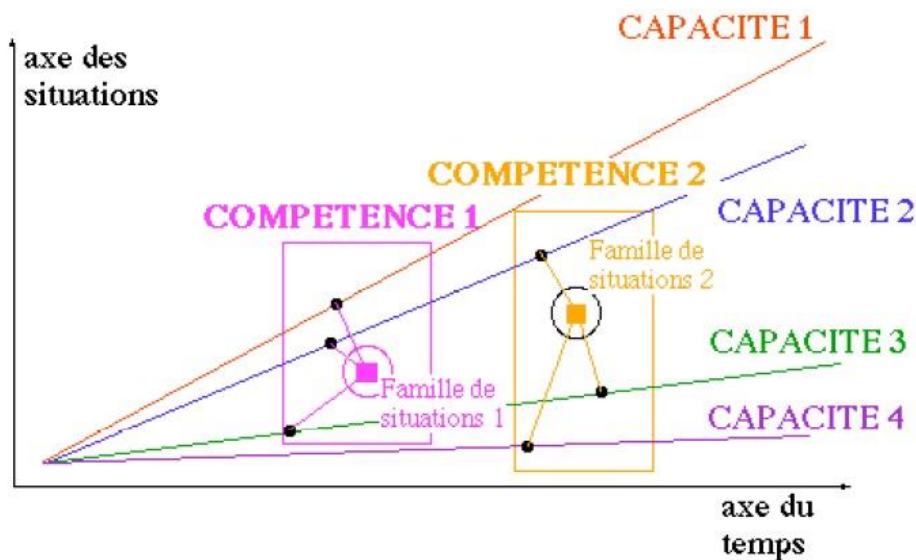 CAPACITE 1
axe des
situations
COMPETENCE 2
COMPETENCE 1
CAPACITE 2
Famille de
situations 2
CAPACITE 3
Famille de
situations 1
CAPACITE 4
axe du
temps